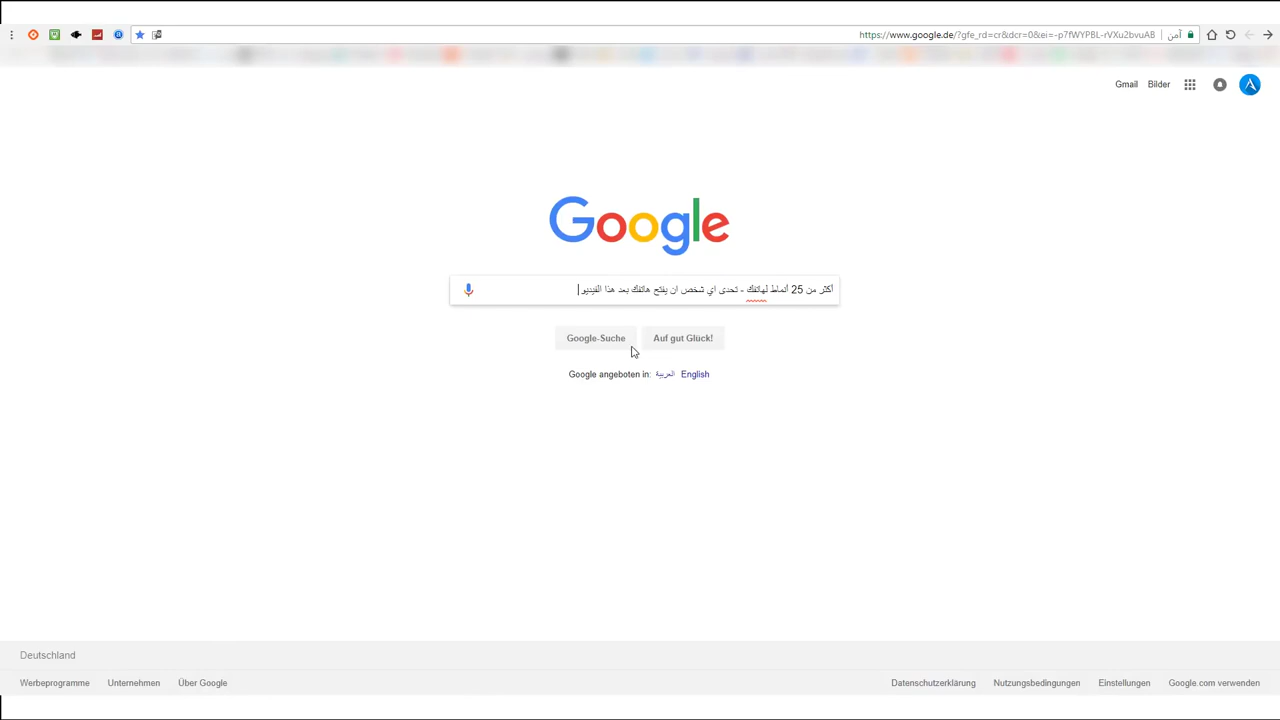 https://www.google.de/?gfe_rd=cr&dcr=0&ei=-p7fWYPBL-rVXu2bvuAB آمن
Gmail Bilder
Google
أكثر من 25 أنماط لهاتفك - تحدى اي شخص ان يفتح هاتفك بعد هذا الفيديو
Google-Suche Auf gut Glück!
Google angeboten in: العربية English
Deutschland
Werbeprogramme Unternehmen Über Google Datenschutzerklärung Nutzungsbedingungen Einstellungen Google.com verwenden